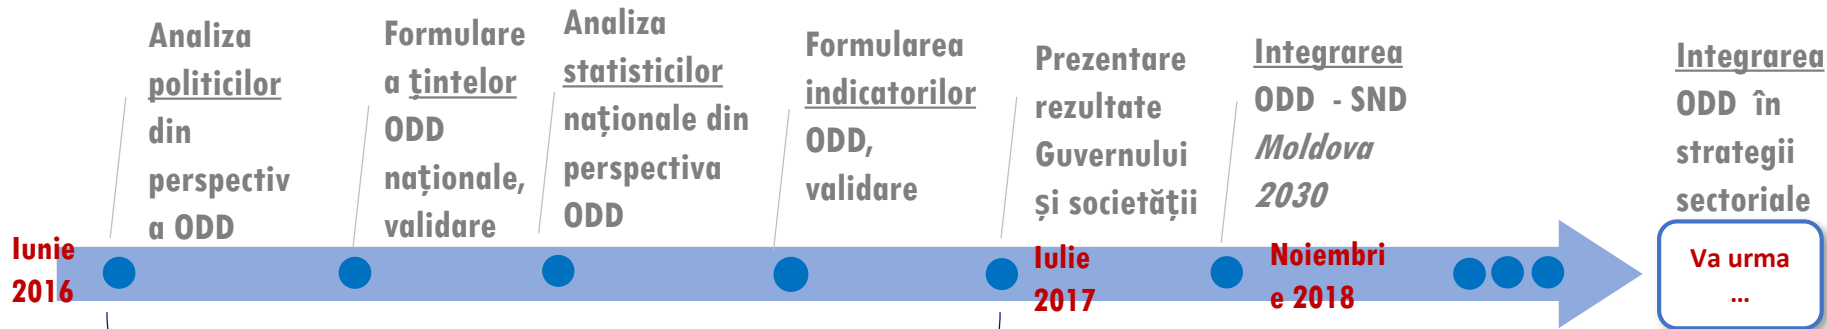 Analiza
politicilor
din
perspectiv
a ODD
Formulare
a țintelor
ODD
naționale,
validare
Analiza
statisticilor
naționale din
perspectiva
ODD
Formularea
indicatorilor
ODD,
validare
Prezentare
rezultate
Guvernului
și societății
Integrarea
ODD - SND
Moldova
2030
Integrarea
ODD în
strategii
sectoriale
Iunie
2016
Iulie
2017
Noiembri
e 2018
Va urma
...